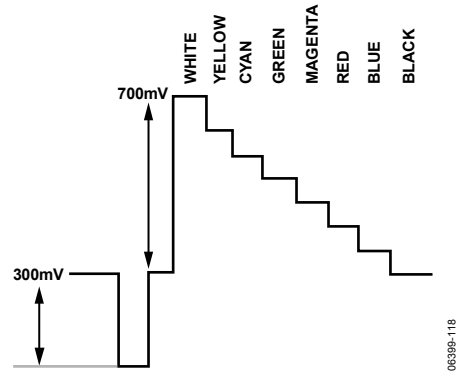 WHITE
YELLOW
CYAN
GREEN
MAGENTA
RED
BLUE
BLACK
700mV
300mV
06399-118